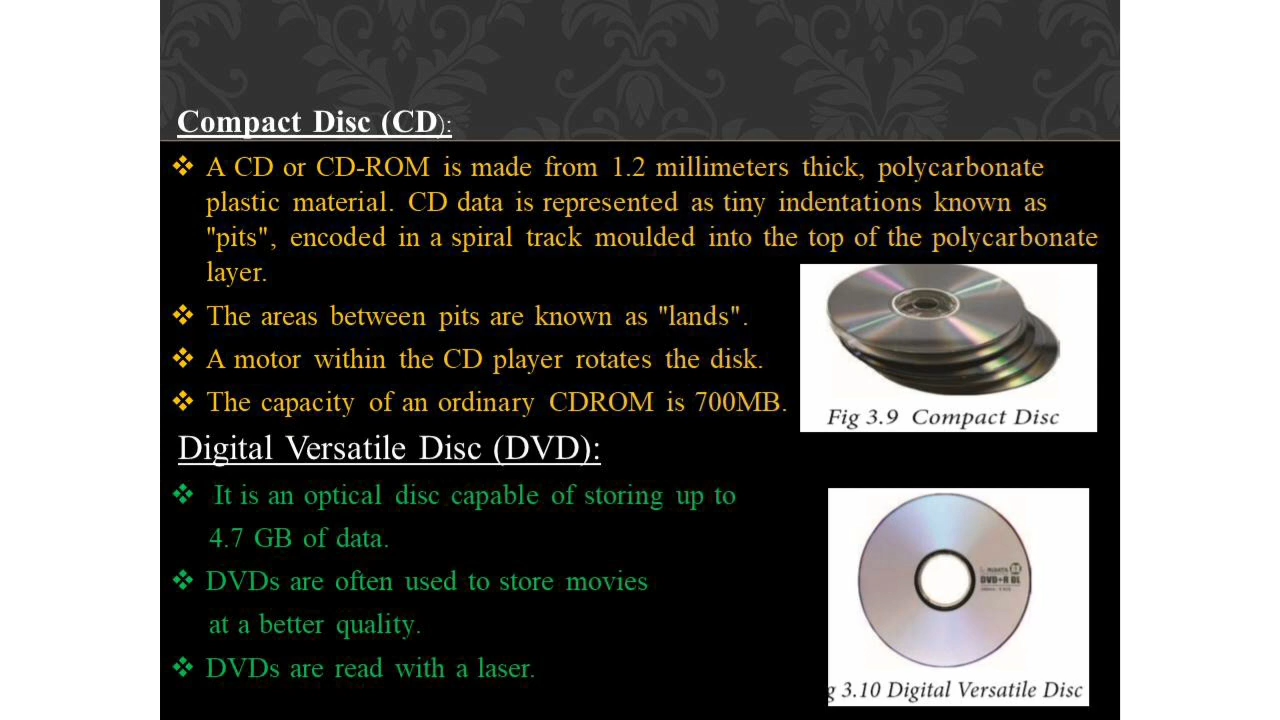 Compact Disc (CD):
❖ A CD or CD-ROM is made from 1.2 millimeters thick, polycarbonate
plastic material. CD data is represented as tiny indentations known as
"pits", encoded in a spiral track moulded into the top of the polycarbonate
layer.
❖ The areas between pits are known as "lands".
❖ A motor within the CD player rotates the disk.
❖ The capacity of an ordinary CDROM is 700MB.
Fig 3.9 Compact Disc
Digital Versatile Disc (DVD):
❖ It is an optical disc capable of storing up to
4.7 GB of data.
❖ DVDs are often used to store movies
at a better quality.
❖ DVDs are read with a laser.
DVD+R DL
g 3.10 Digital Versatile Disc